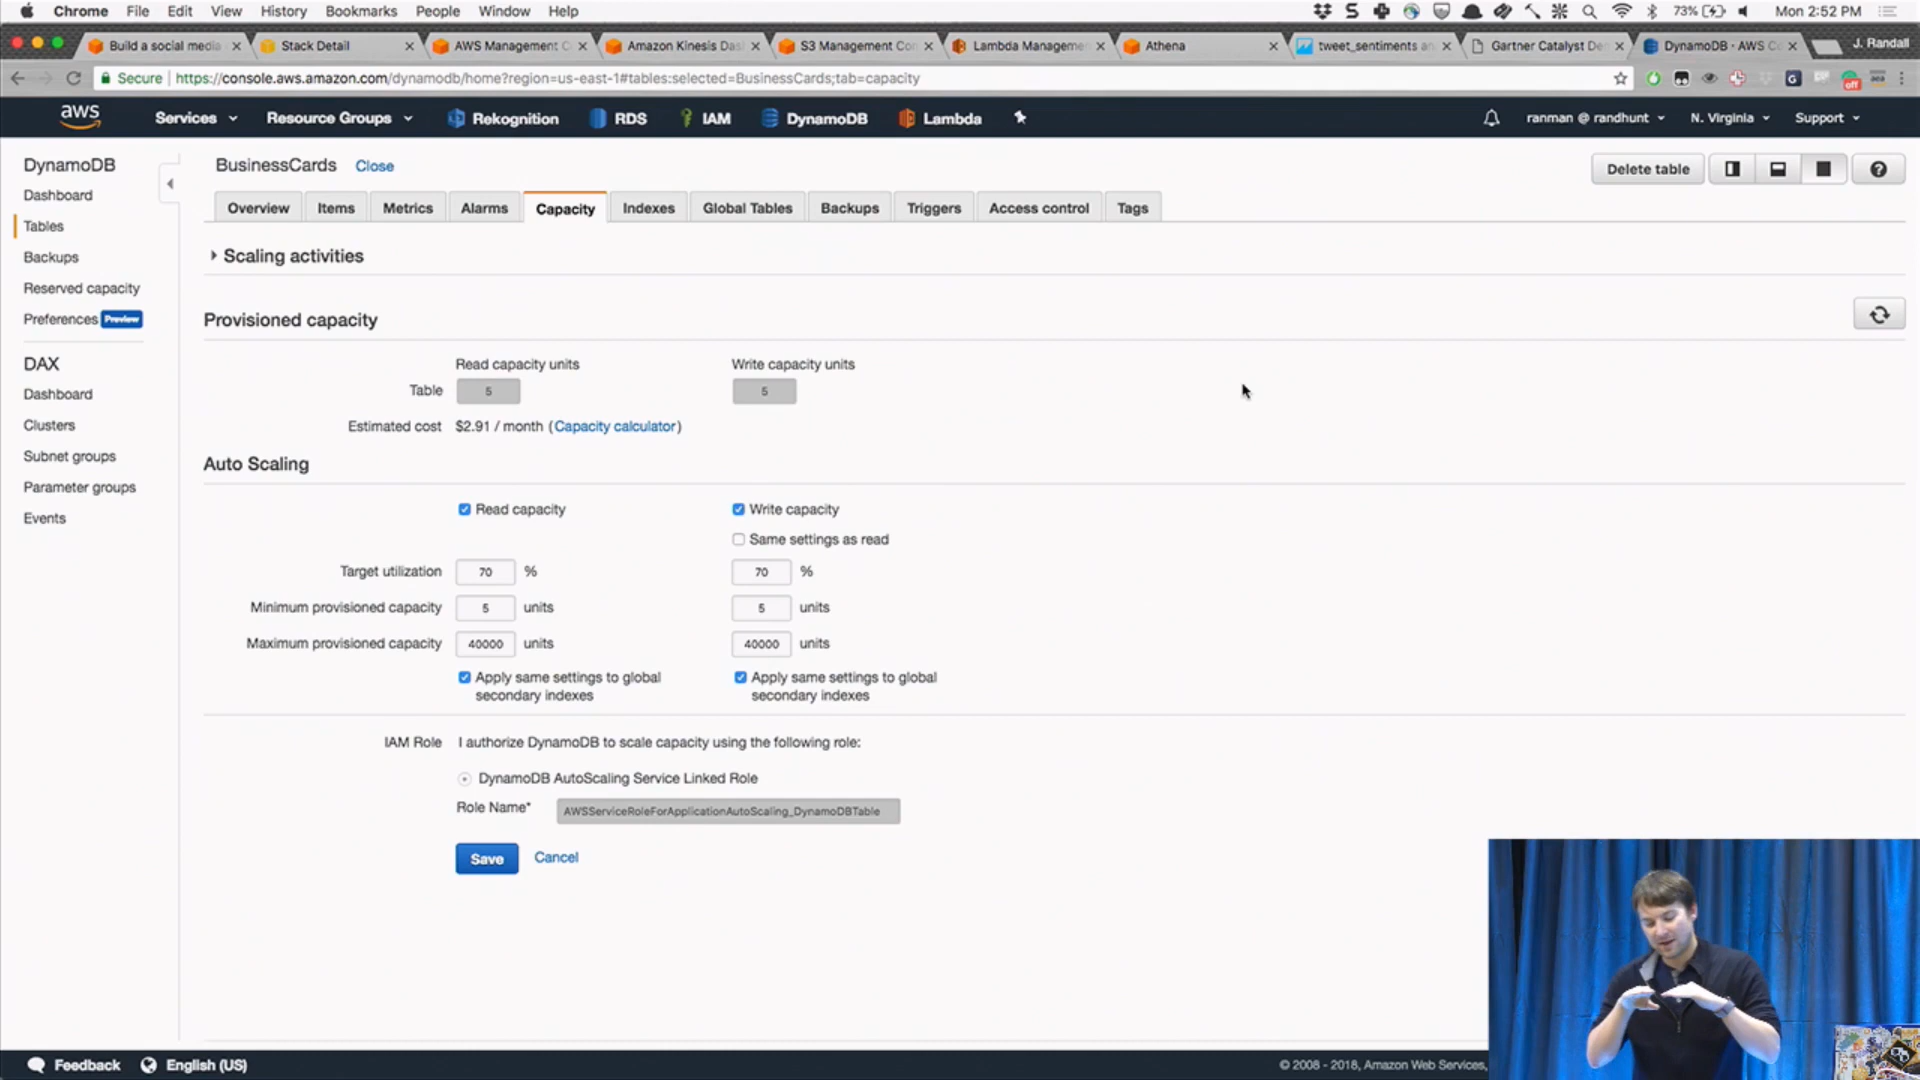 Chrome File Edit View History Bookmarks People Window Help 73% Mon 2:52 PM
Build a social media Stack Detail AWS Management C Amazon Kinesis Das S3 Management Con Lambda Manageme Athena tweet_sentiments an Gartner Catalyst De DynamoDB · AWS Co J. Randall
Secure https://console.aws.amazon.com/dynamodb/home?region=us-east-1#tables:selected=BusinessCards;tab=capacity
aws Services Resource Groups Rekognition RDS IAM DynamoDB Lambda ranman @ randhunt N. Virginia Support
DynamoDB
Dashboard
Tables
Backups
Reserved capacity
Preferences Preview
DAX
Dashboard
Clusters
Subnet groups
Parameter groups
Events
BusinessCards Close Delete table
Overview Items Metrics Alarms Capacity Indexes Global Tables Backups Triggers Access control Tags
Scaling activities
Provisioned capacity
Read capacity units Write capacity units
Table 5 5
Estimated cost $2.91 / month (Capacity calculator)
Auto Scaling
Read capacity Write capacity
Same settings as read
Target utilization 70 % 70 %
Minimum provisioned capacity 5 units 5 units
Maximum provisioned capacity 40000 units 40000 units
Apply same settings to global Apply same settings to global
secondary indexes secondary indexes
IAM Role I authorize DynamoDB to scale capacity using the following role:
DynamoDB AutoScaling Service Linked Role
Role Name* AWSServiceRoleForApplicationAutoScaling_DynamoDBTable
Save Cancel
Feedback English (US) © 2008 - 2018, Amazon Web Services,